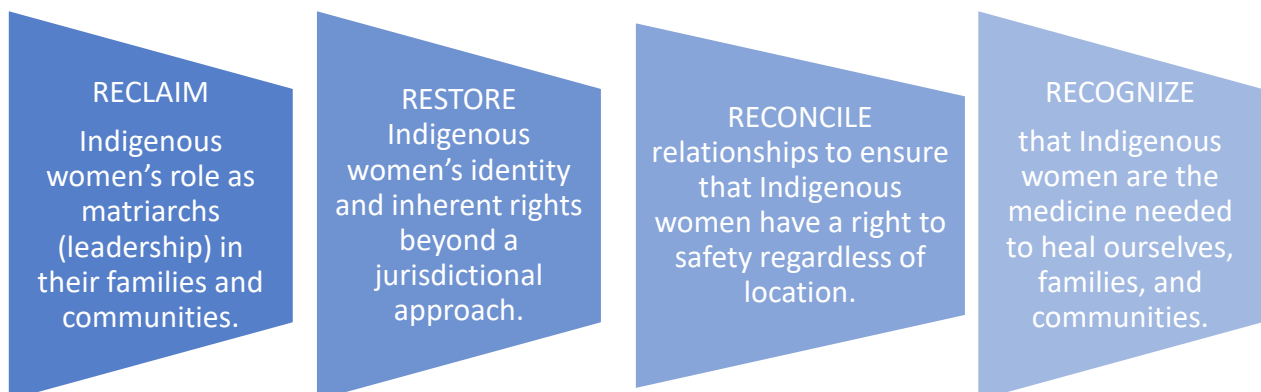 RECLAIM
Indigenous
women’s role as
matriarchs
(leadership) in
their families and
communities.
RESTORE
Indigenous
women’s identity
and inherent rights
beyond a
jurisdictional
approach.
RECONCILE
relationships to ensure
that Indigenous
women have a right to
safety regardless of
location.
RECOGNIZE
that Indigenous
women are the
medicine needed
to heal ourselves,
families, and
communities.